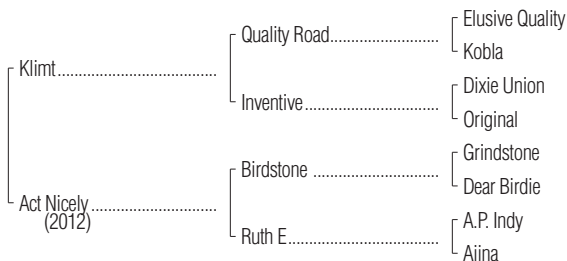 Elusive Quality
Quality Road
Kobla
Klimt
Dixie Union
Inventive
Original
Grindstone
Birdstone
Dear Birdie
Act Nicely
(2012)
A.P. Indy
Ruth E.
Aiina